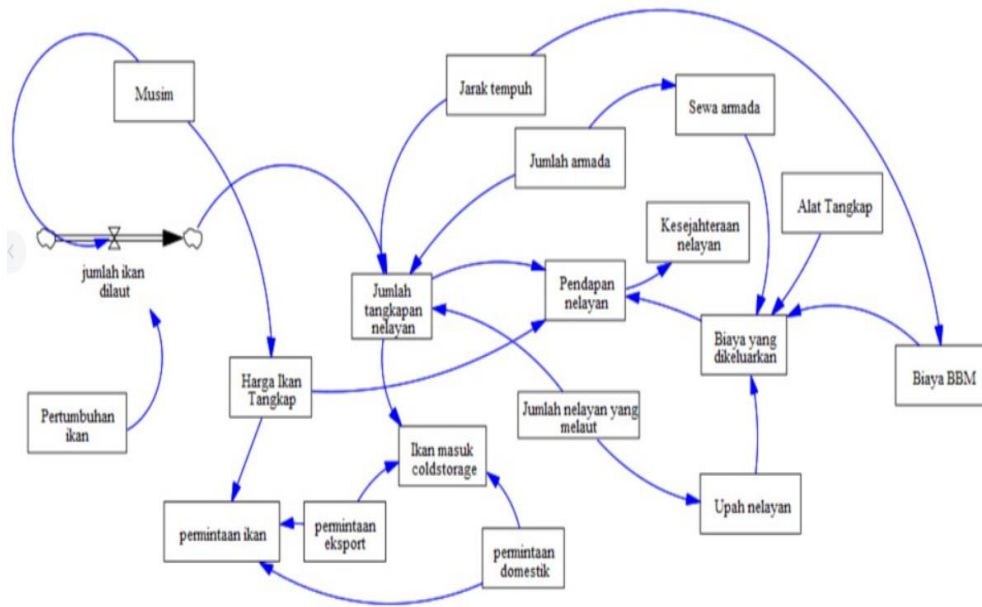 Musim
Jarak tempuh
Sewa armada
Jumlah armada
Alat Tangkap
Kesejahteraan
nelayan
jumlah ikan
dilaut
Jumlah
tangkapan
nelayan
Pendapan
nelayan
Biaya yang
dikeluarkan
Biaya BBM
Harga Ikan
Tangkap
Pertumbuhan
ikan
Jumlah nelayan yang
melaut
Ikan masuk
coldstorage
Upah nelayan
permintaan ikan
permintaan
eksport
permintaan
domestik